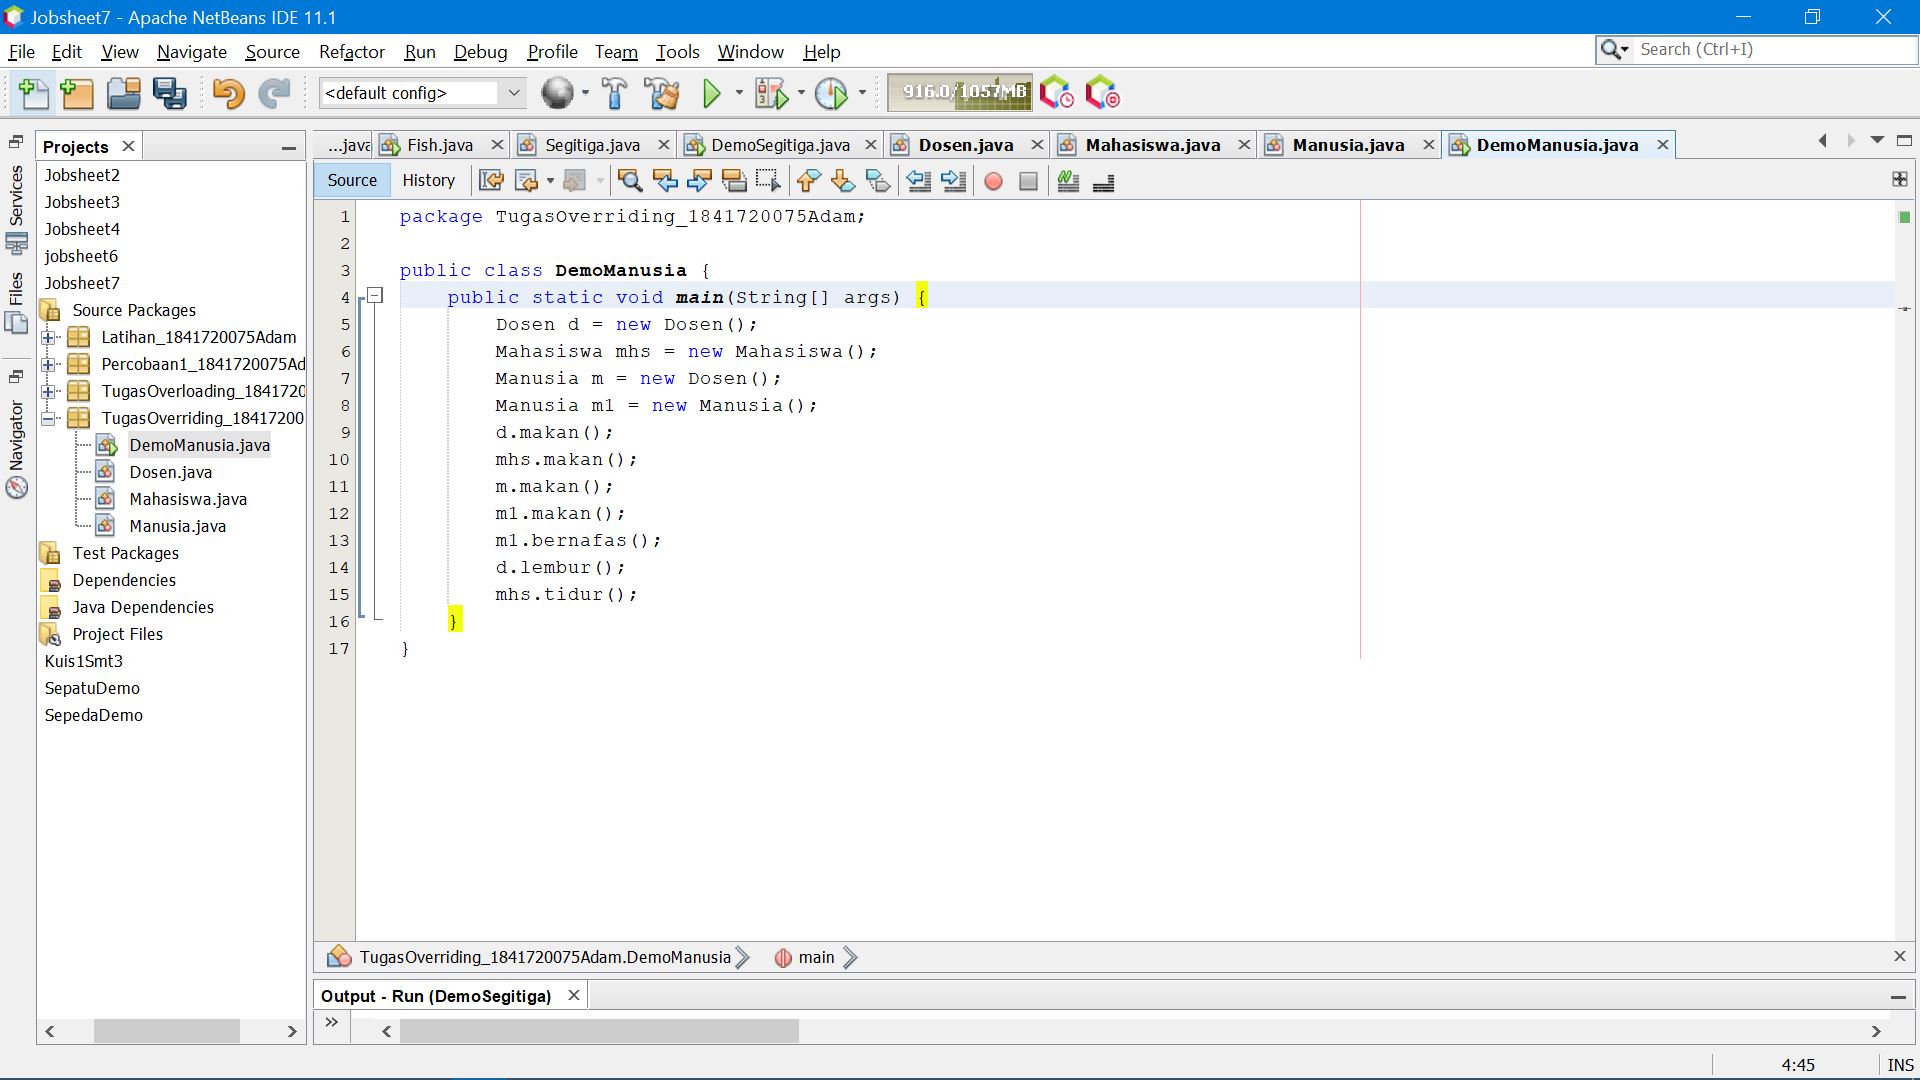 Jobsheet7 - Apache NetBeans IDE 11.1
File Edit View Navigate Source Refactor Run Debug Profile Team Tools Window Help
Search (Ctrl+I)
<default config>
916.0/1057MB
Services
Files
Navigator
Projects
Jobsheet2
Jobsheet3
Jobsheet4
jobsheet6
Jobsheet7
Source Packages
Latihan_1841720075Adam
Percobaan1_1841720075Ad
TugasOverloading_1841720
TugasOverriding_18417200
DemoManusia.java
Dosen.java
Mahasiswa.java
Manusia.java
Test Packages
Dependencies
Java Dependencies
Project Files
Kuis1Smt3
SepatuDemo
SepedaDemo
...java Fish.java Segitiga.java DemoSegitiga.java Dosen.java Mahasiswa.java Manusia.java DemoManusia.java
Source History
1 package TugasOverriding_1841720075Adam;
2
3 public class DemoManusia {
4 public static void main(String[] args) {
5 Dosen d = new Dosen();
6 Mahasiswa mhs = new Mahasiswa();
7 Manusia m = new Dosen();
8 Manusia m1 = new Manusia();
9 d.makan();
10 mhs.makan();
11 m.makan();
12 m1.makan();
13 m1.bernafas();
14 d.lembur();
15 mhs.tidur();
16 }
17 }
TugasOverriding_1841720075Adam.DemoManusia main
Output - Run (DemoSegitiga)
4:45 INS